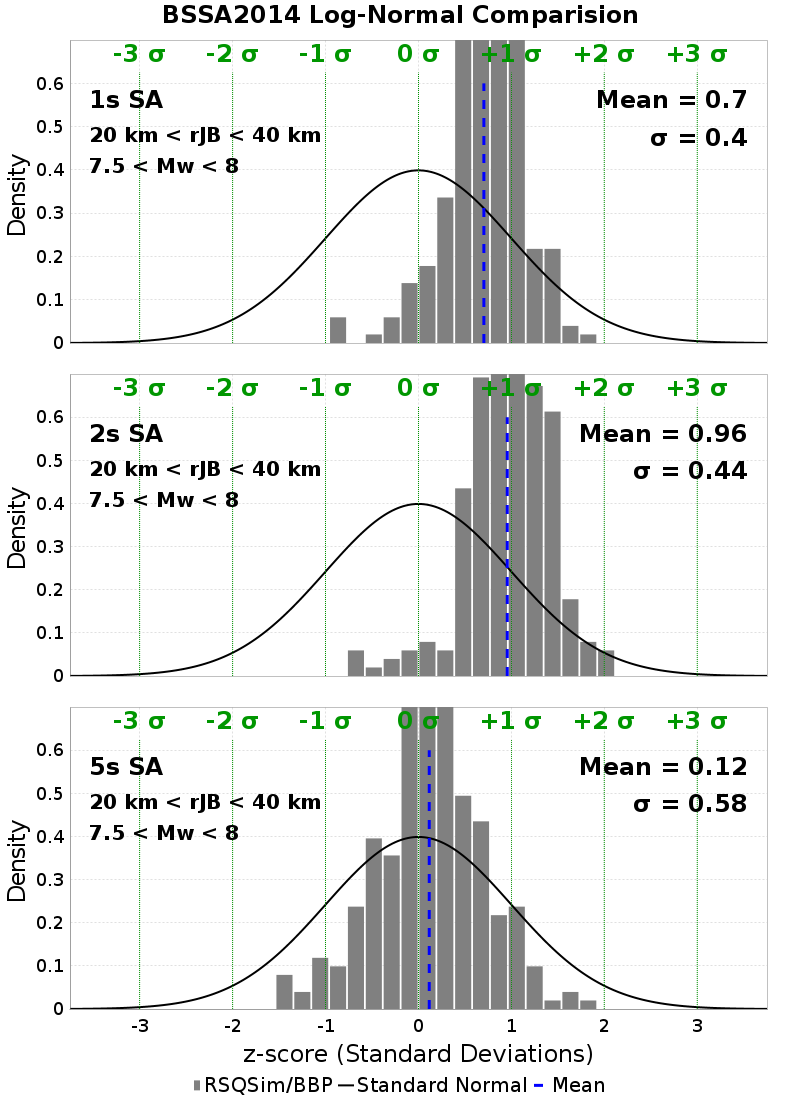 BSSA2014 Log-Normal Comparision
-3 σ -2 σ -1 σ 0 σ +1 σ +2 σ +3 σ
1s SA
20 km < rJB < 40 km
7.5 < Mw < 8
Mean = 0.7
σ = 0.4
Density
0.6
0.5
0.4
0.3
0.2
0.1
0
-3 σ -2 σ -1 σ 0 σ +1 σ +2 σ +3 σ
2s SA
20 km < rJB < 40 km
7.5 < Mw < 8
Mean = 0.96
σ = 0.44
Density
0.6
0.5
0.4
0.3
0.2
0.1
0
-3 σ -2 σ -1 σ 0 σ +1 σ +2 σ +3 σ
5s SA
20 km < rJB < 40 km
7.5 < Mw < 8
Mean = 0.12
σ = 0.58
Density
0.6
0.5
0.4
0.3
0.2
0.1
0
-3 -2 -1 0 1 2 3
z-score (Standard Deviations)
RSQSim/BBP Standard Normal Mean